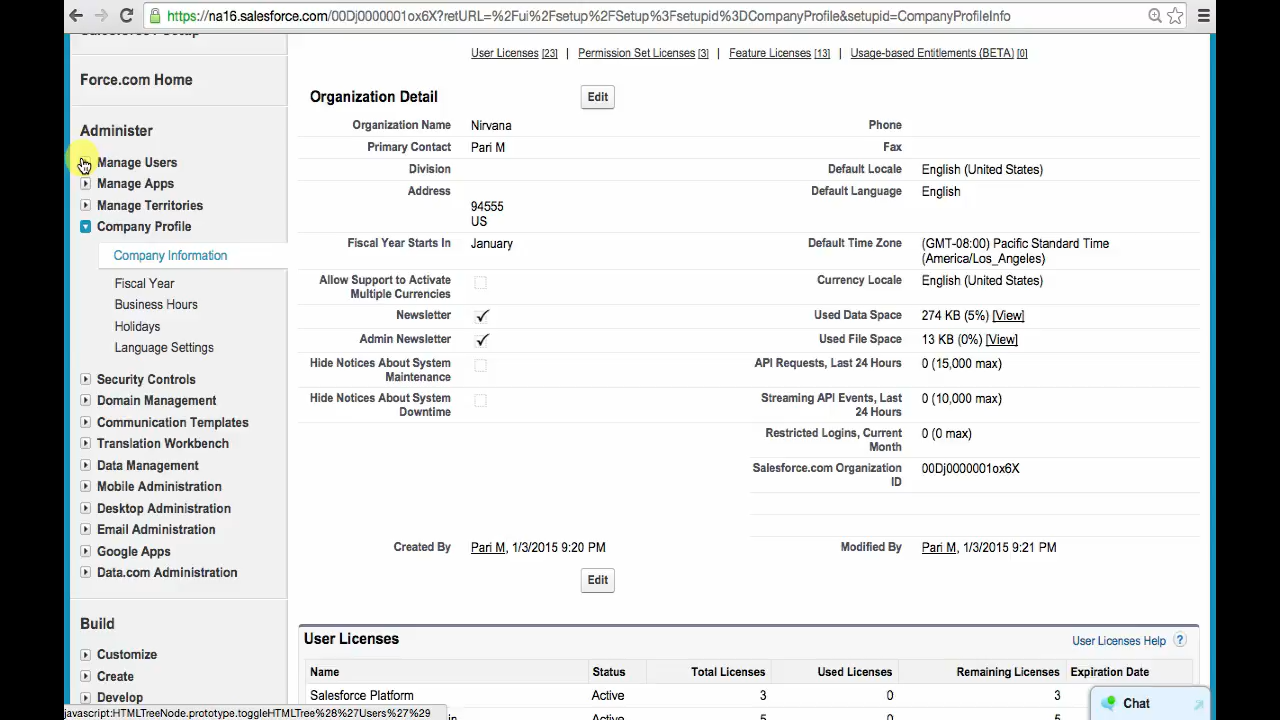 https://na16.salesforce.com/00Dj0000001ox6X?retURL=%2Fui%2Fsetup%2FSetup%3Fsetupid%3DCompanyProfile&setupid=CompanyProfileInfo
Force.com Home
Administer
Manage Users
Manage Apps
Manage Territories
Company Profile
Company Information
Fiscal Year
Business Hours
Holidays
Language Settings
Security Controls
Domain Management
Communication Templates
Translation Workbench
Data Management
Mobile Administration
Desktop Administration
Email Administration
Google Apps
Data.com Administration
Build
Customize
Create
Develop
javascript:HTMLTreeNode.prototype.toggleHTMLTree%28%27Users%27%29
User Licenses [23] | Permission Set Licenses [3] | Feature Licenses [13] | Usage-based Entitlements (BETA) [0]
Organization Detail Edit
Organization Name Nirvana Phone
Primary Contact Pari M Fax
Division Default Locale English (United States)
Address Default Language English
94555
US
Fiscal Year Starts In January Default Time Zone (GMT-08:00) Pacific Standard Time
(America/Los_Angeles)
Allow Support to Activate Currency Locale English (United States)
Multiple Currencies
Newsletter Used Data Space 274 KB (5%) [View]
Admin Newsletter Used File Space 13 KB (0%) [View]
Hide Notices About System API Requests, Last 24 Hours 0 (15,000 max)
Maintenance
Hide Notices About System Streaming API Events, Last 0 (10,000 max)
Downtime 24 Hours
Restricted Logins, Current 0 (0 max)
Month
Salesforce.com Organization 00Dj0000001ox6X
ID
Created By Pari M, 1/3/2015 9:20 PM Modified By Pari M, 1/3/2015 9:21 PM
Edit
User Licenses User Licenses Help ?
Name Status Total Licenses Used Licenses Remaining Licenses Expiration Date
Salesforce Platform Active 3 0 3
Chat